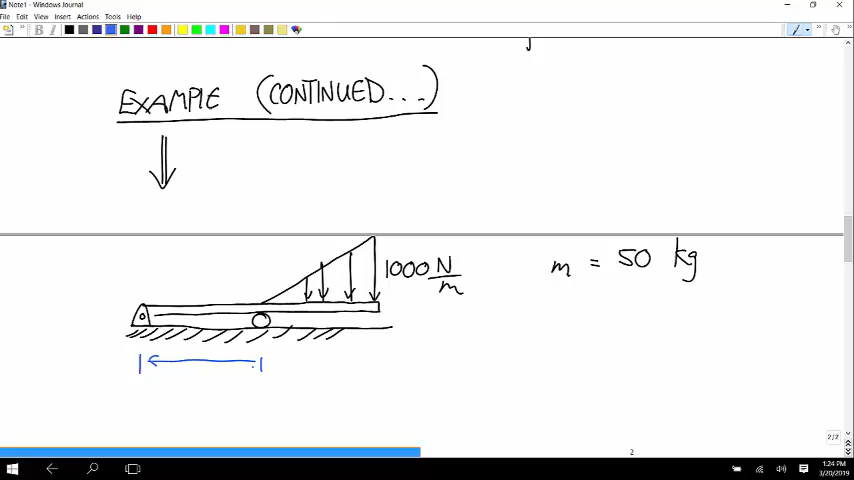 Note1 - Windows Journal
File Edit View Insert Actions Tools Help
B I
EXAMPLE (CONTINUED...)
1000 N/m
m = 50 kg
2/2
2
1:24 PM
3/20/2019